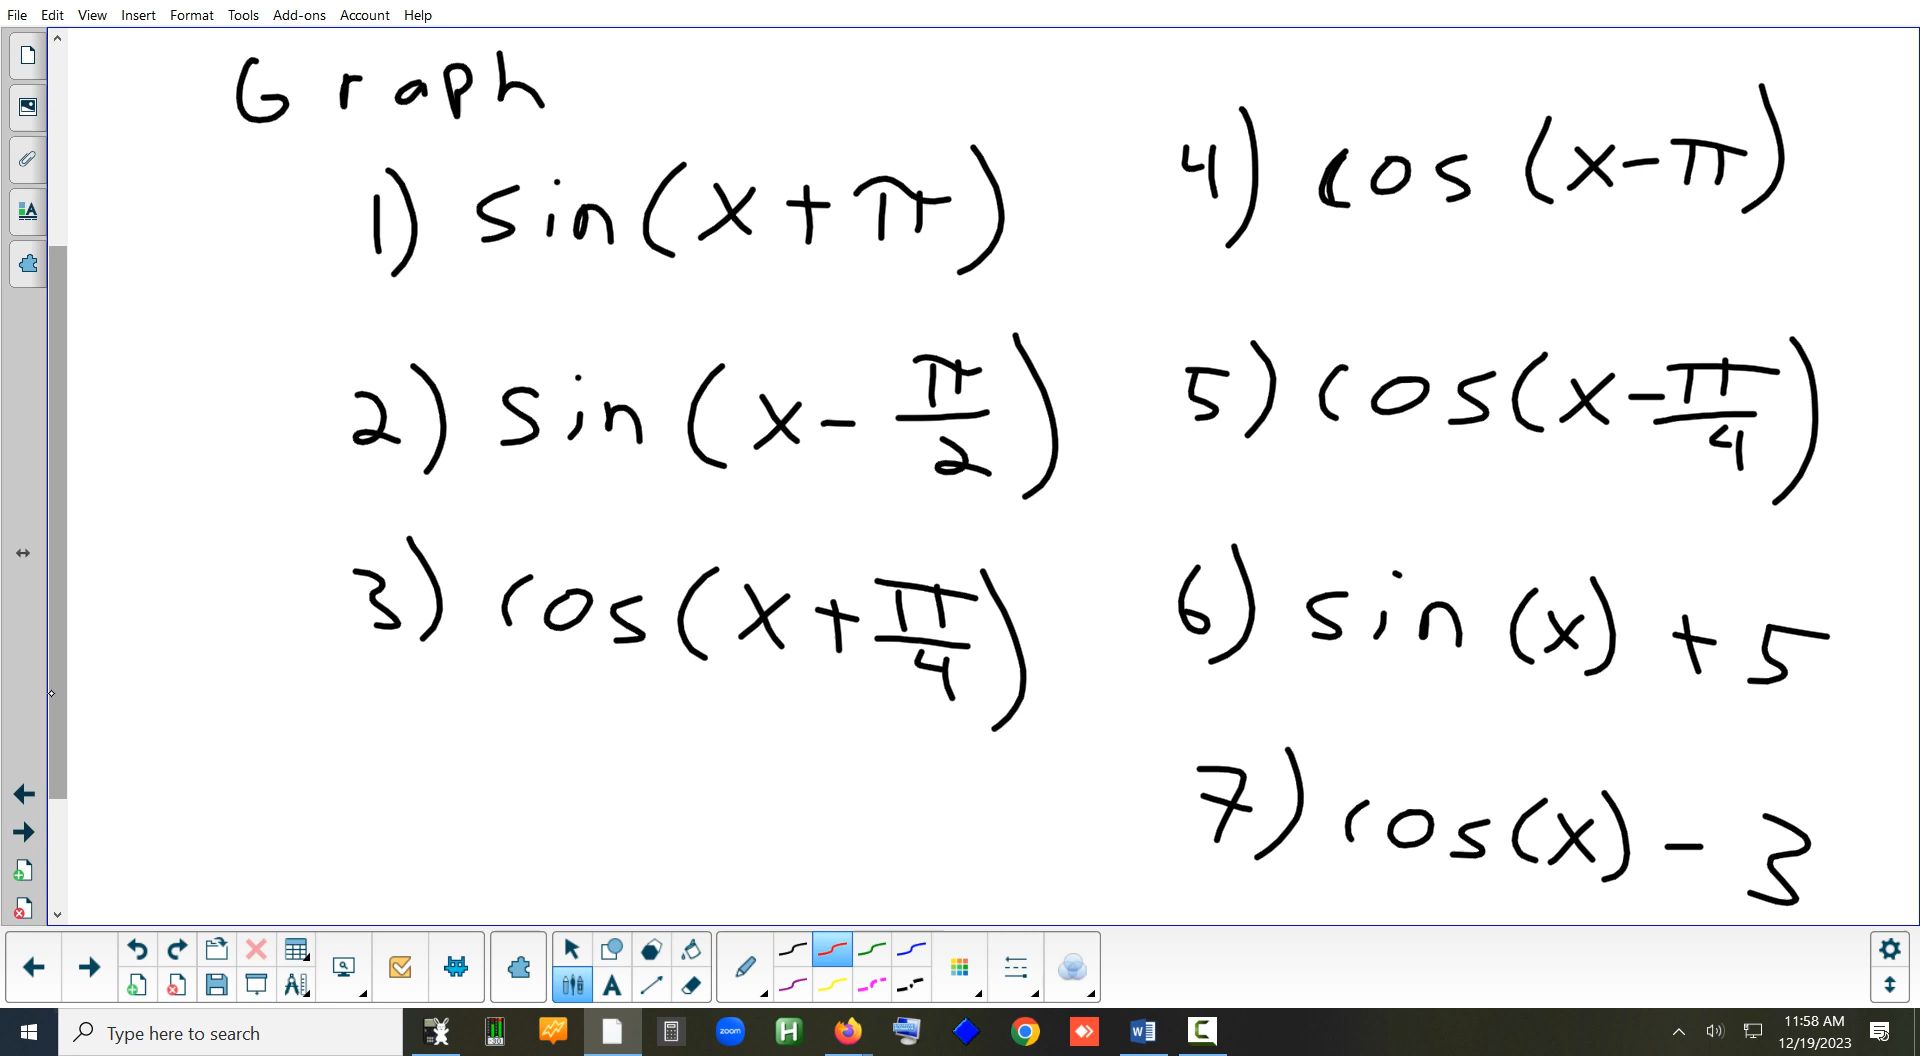 File Edit View Insert Format Tools Add-ons Account Help
Graph
1) sin(x + π)
2) sin(x - π/2)
3) cos(x + π/4)
4) cos(x - π)
5) cos(x - π/4)
6) sin(x) + 5
7) cos(x) - 3
Type here to search
zoom
11:58 AM
12/19/2023